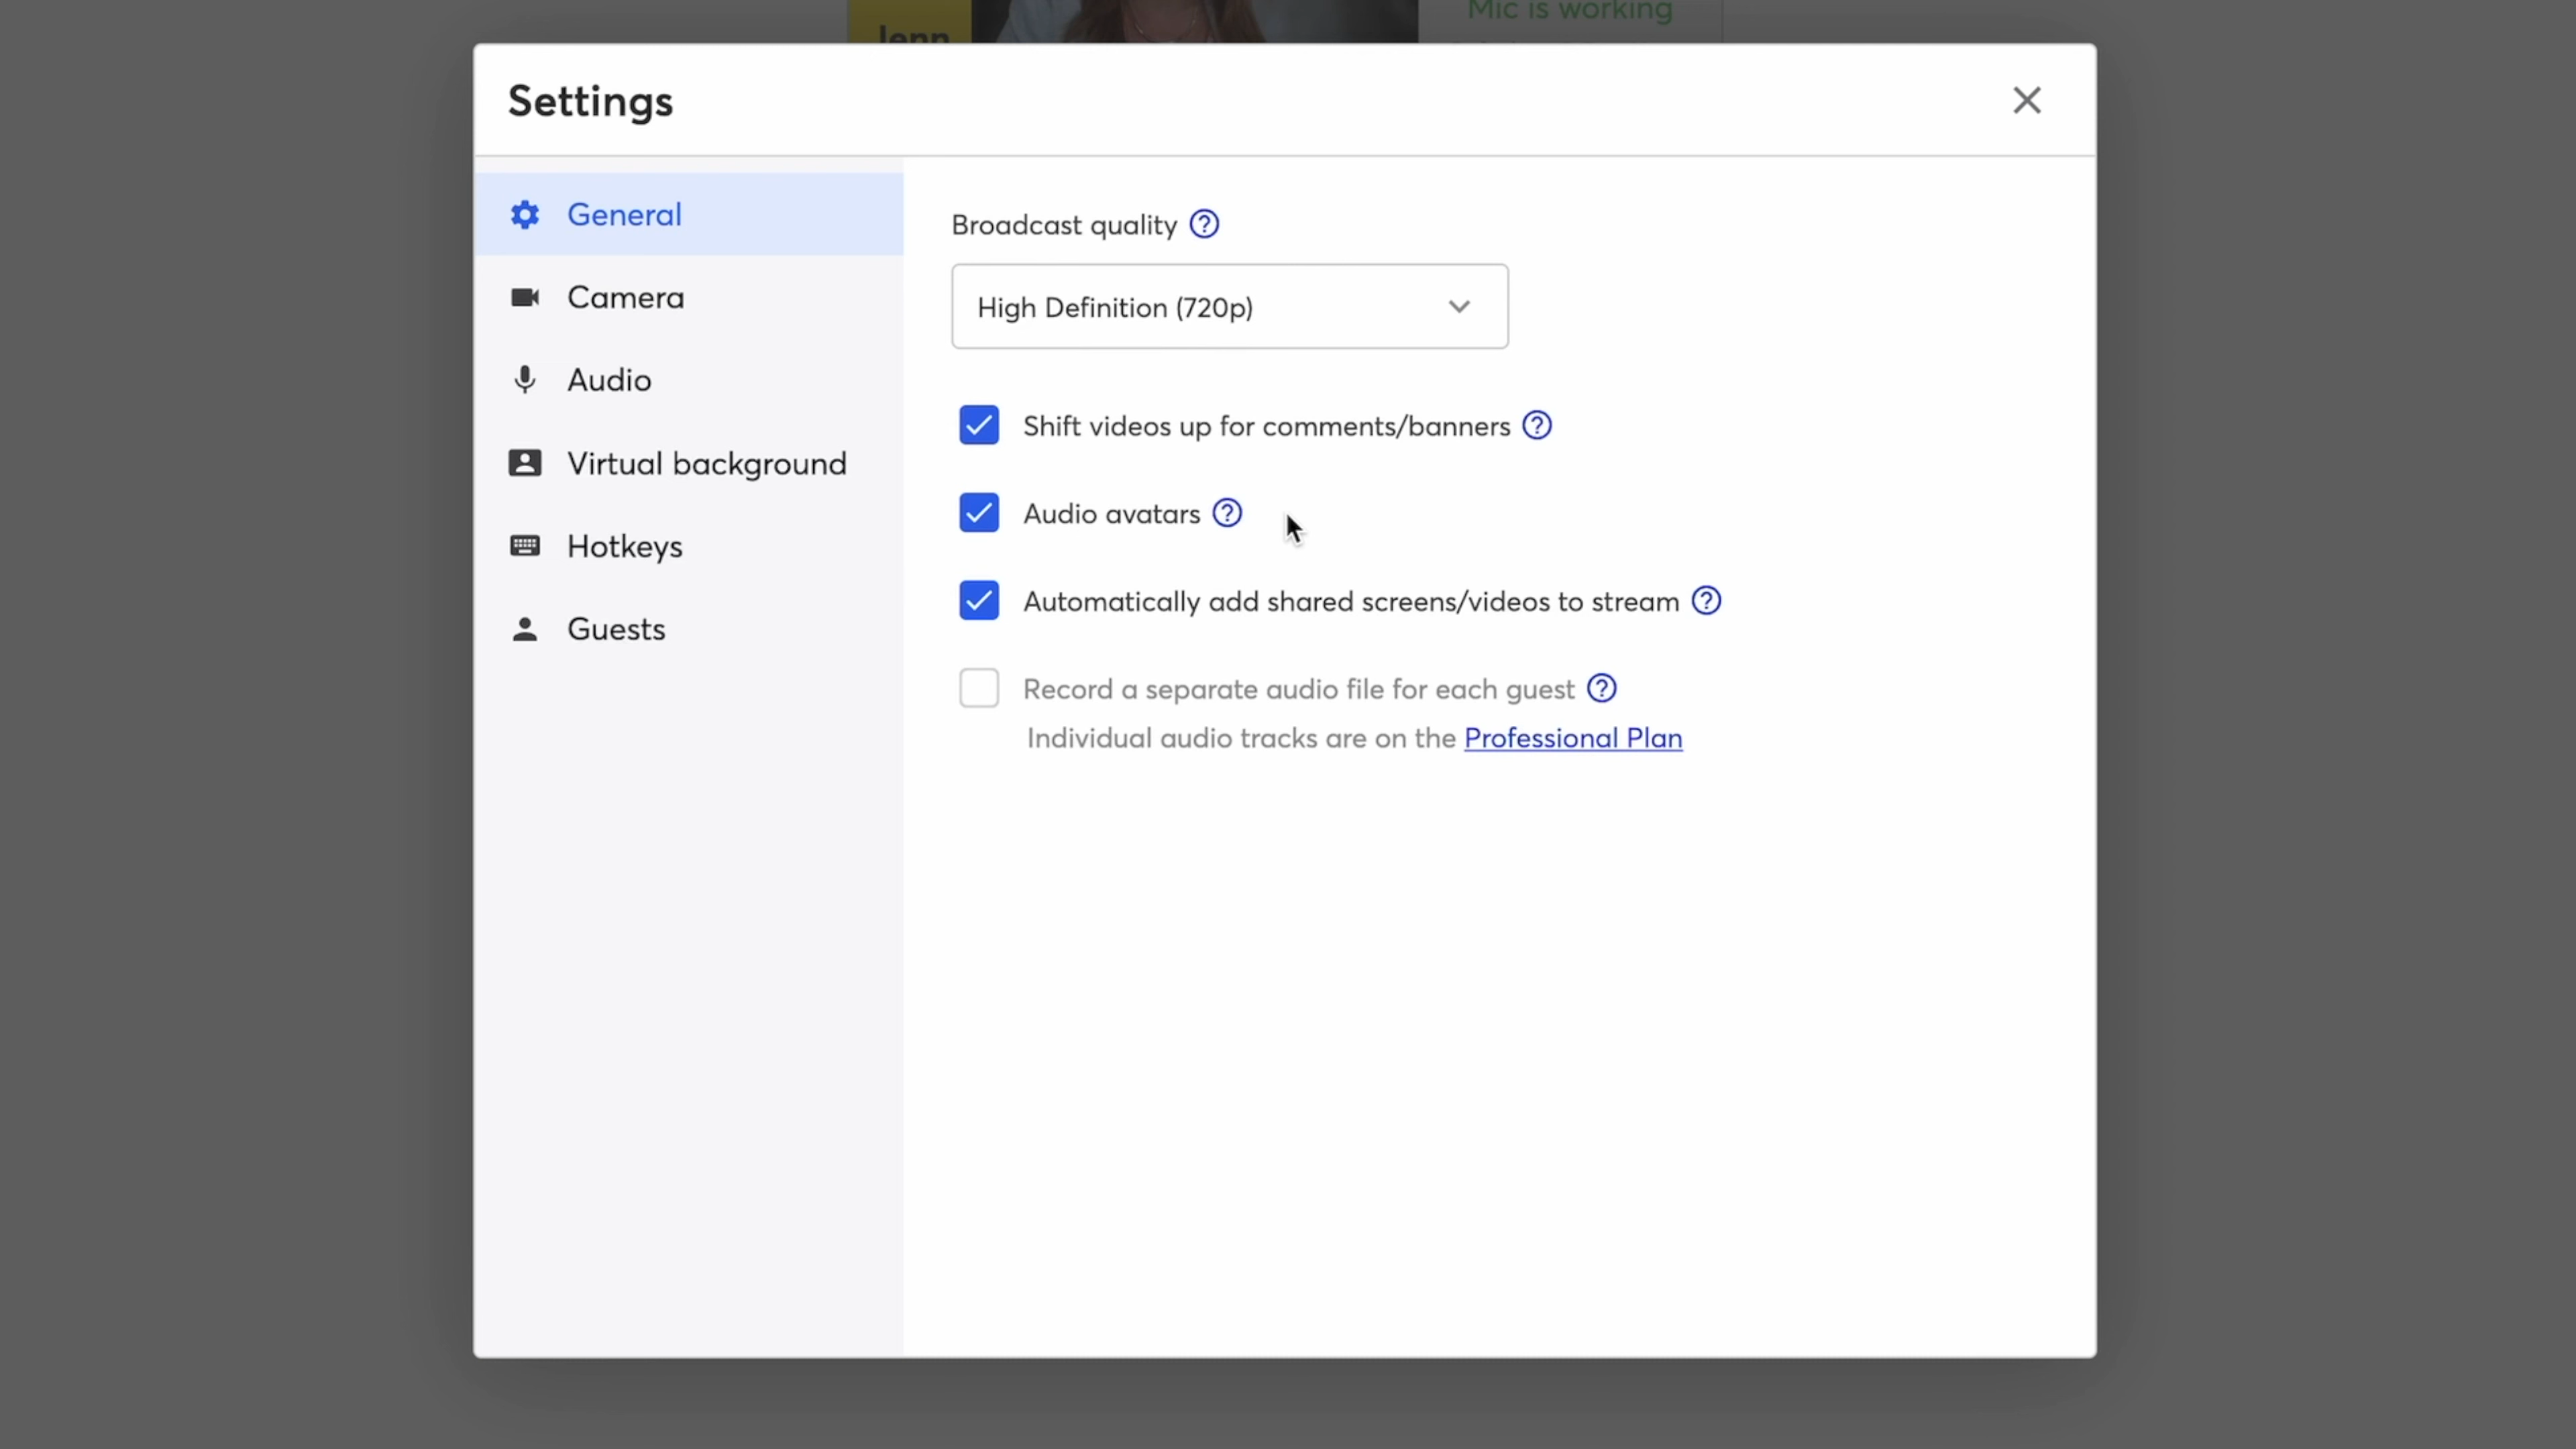 Jenn
Mic is working
Settings
General
Camera
Audio
Virtual background
Hotkeys
Guests
Broadcast quality
High Definition (720p)
Shift videos up for comments/banners
Audio avatars
Automatically add shared screens/videos to stream
Record a separate audio file for each guest
Individual audio tracks are on the Professional Plan